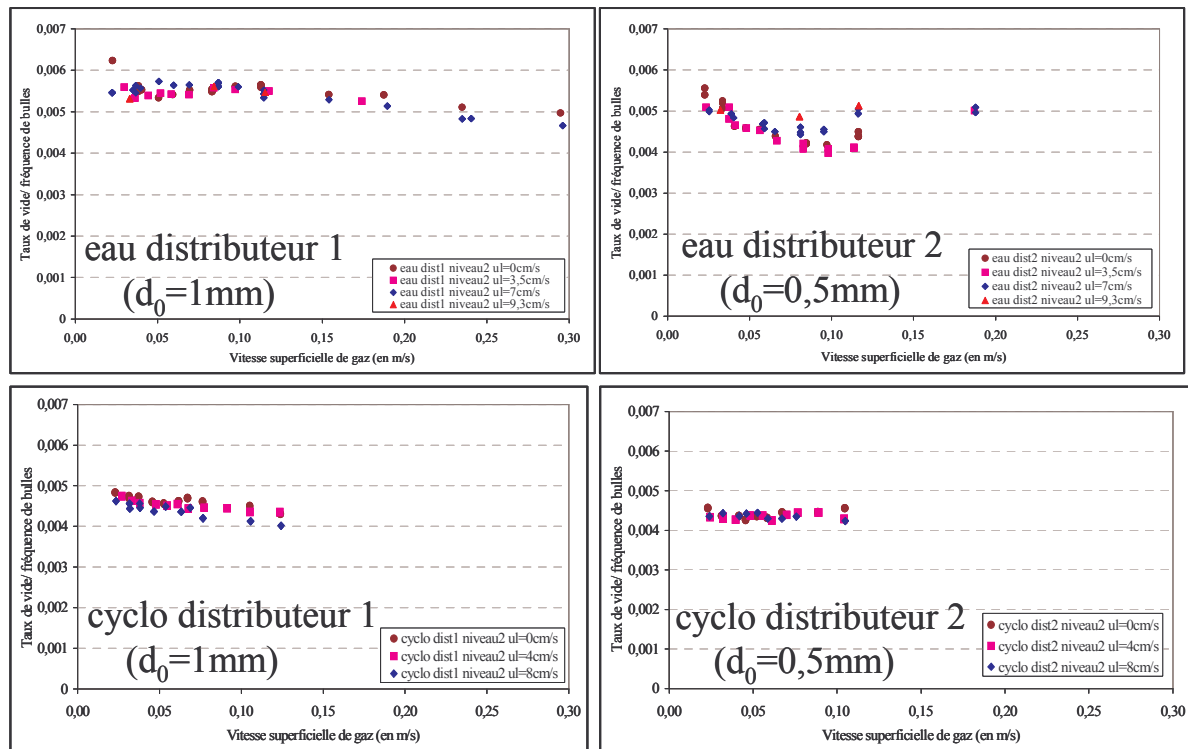 0,007
0,006
0,005
0,004
0,003
0,002
0,001
0
Taux de vide/ fréquence de bulles
eau distributeur 1
(d0=1mm)
eau dist1 niveau2 ul=0cm/s
eau dist1 niveau2 ul=3,5cm/s
eau dist1 niveau2 ul=7cm/s
eau dist1 niveau2 ul=9,3cm/s
0,00 0,05 0,10 0,15 0,20 0,25 0,30
Vitesse superficielle de gaz (en m/s)
0,007
0,006
0,005
0,004
0,003
0,002
0,001
0
Taux de vide/ fréquence de bulles
eau distributeur 2
(d0=0,5mm)
eau dist2 niveau2 ul=0cm/s
eau dist2 niveau2 ul=3,5cm/s
eau dist2 niveau2 ul=7cm/s
eau dist2 niveau2 ul=9,3cm/s
0,00 0,05 0,10 0,15 0,20 0,25 0,30
Vitesse superficielle de gaz (en m/s)
0,007
0,006
0,005
0,004
0,003
0,002
0,001
0
Taux de vide/ fréquence de bulles
cyclo distributeur 1
(d0=1mm)
cyclo dist1 niveau2 ul=0cm/s
cyclo dist1 niveau2 ul=4cm/s
cyclo dist1 niveau2 ul=8cm/s
0,00 0,05 0,10 0,15 0,20 0,25 0,30
Vitesse superficielle de gaz (en m/s)
0,007
0,006
0,005
0,004
0,003
0,002
0,001
0
Taux de vide/ fréquence de bulles
cyclo distributeur 2
(d0=0,5mm)
cyclo dist2 niveau2 ul=0cm/s
cyclo dist2 niveau2 ul=4cm/s
cyclo dist2 niveau2 ul=8cm/s
0,00 0,05 0,10 0,15 0,20 0,25 0,30
Vitesse superficielle de gaz (en m/s)